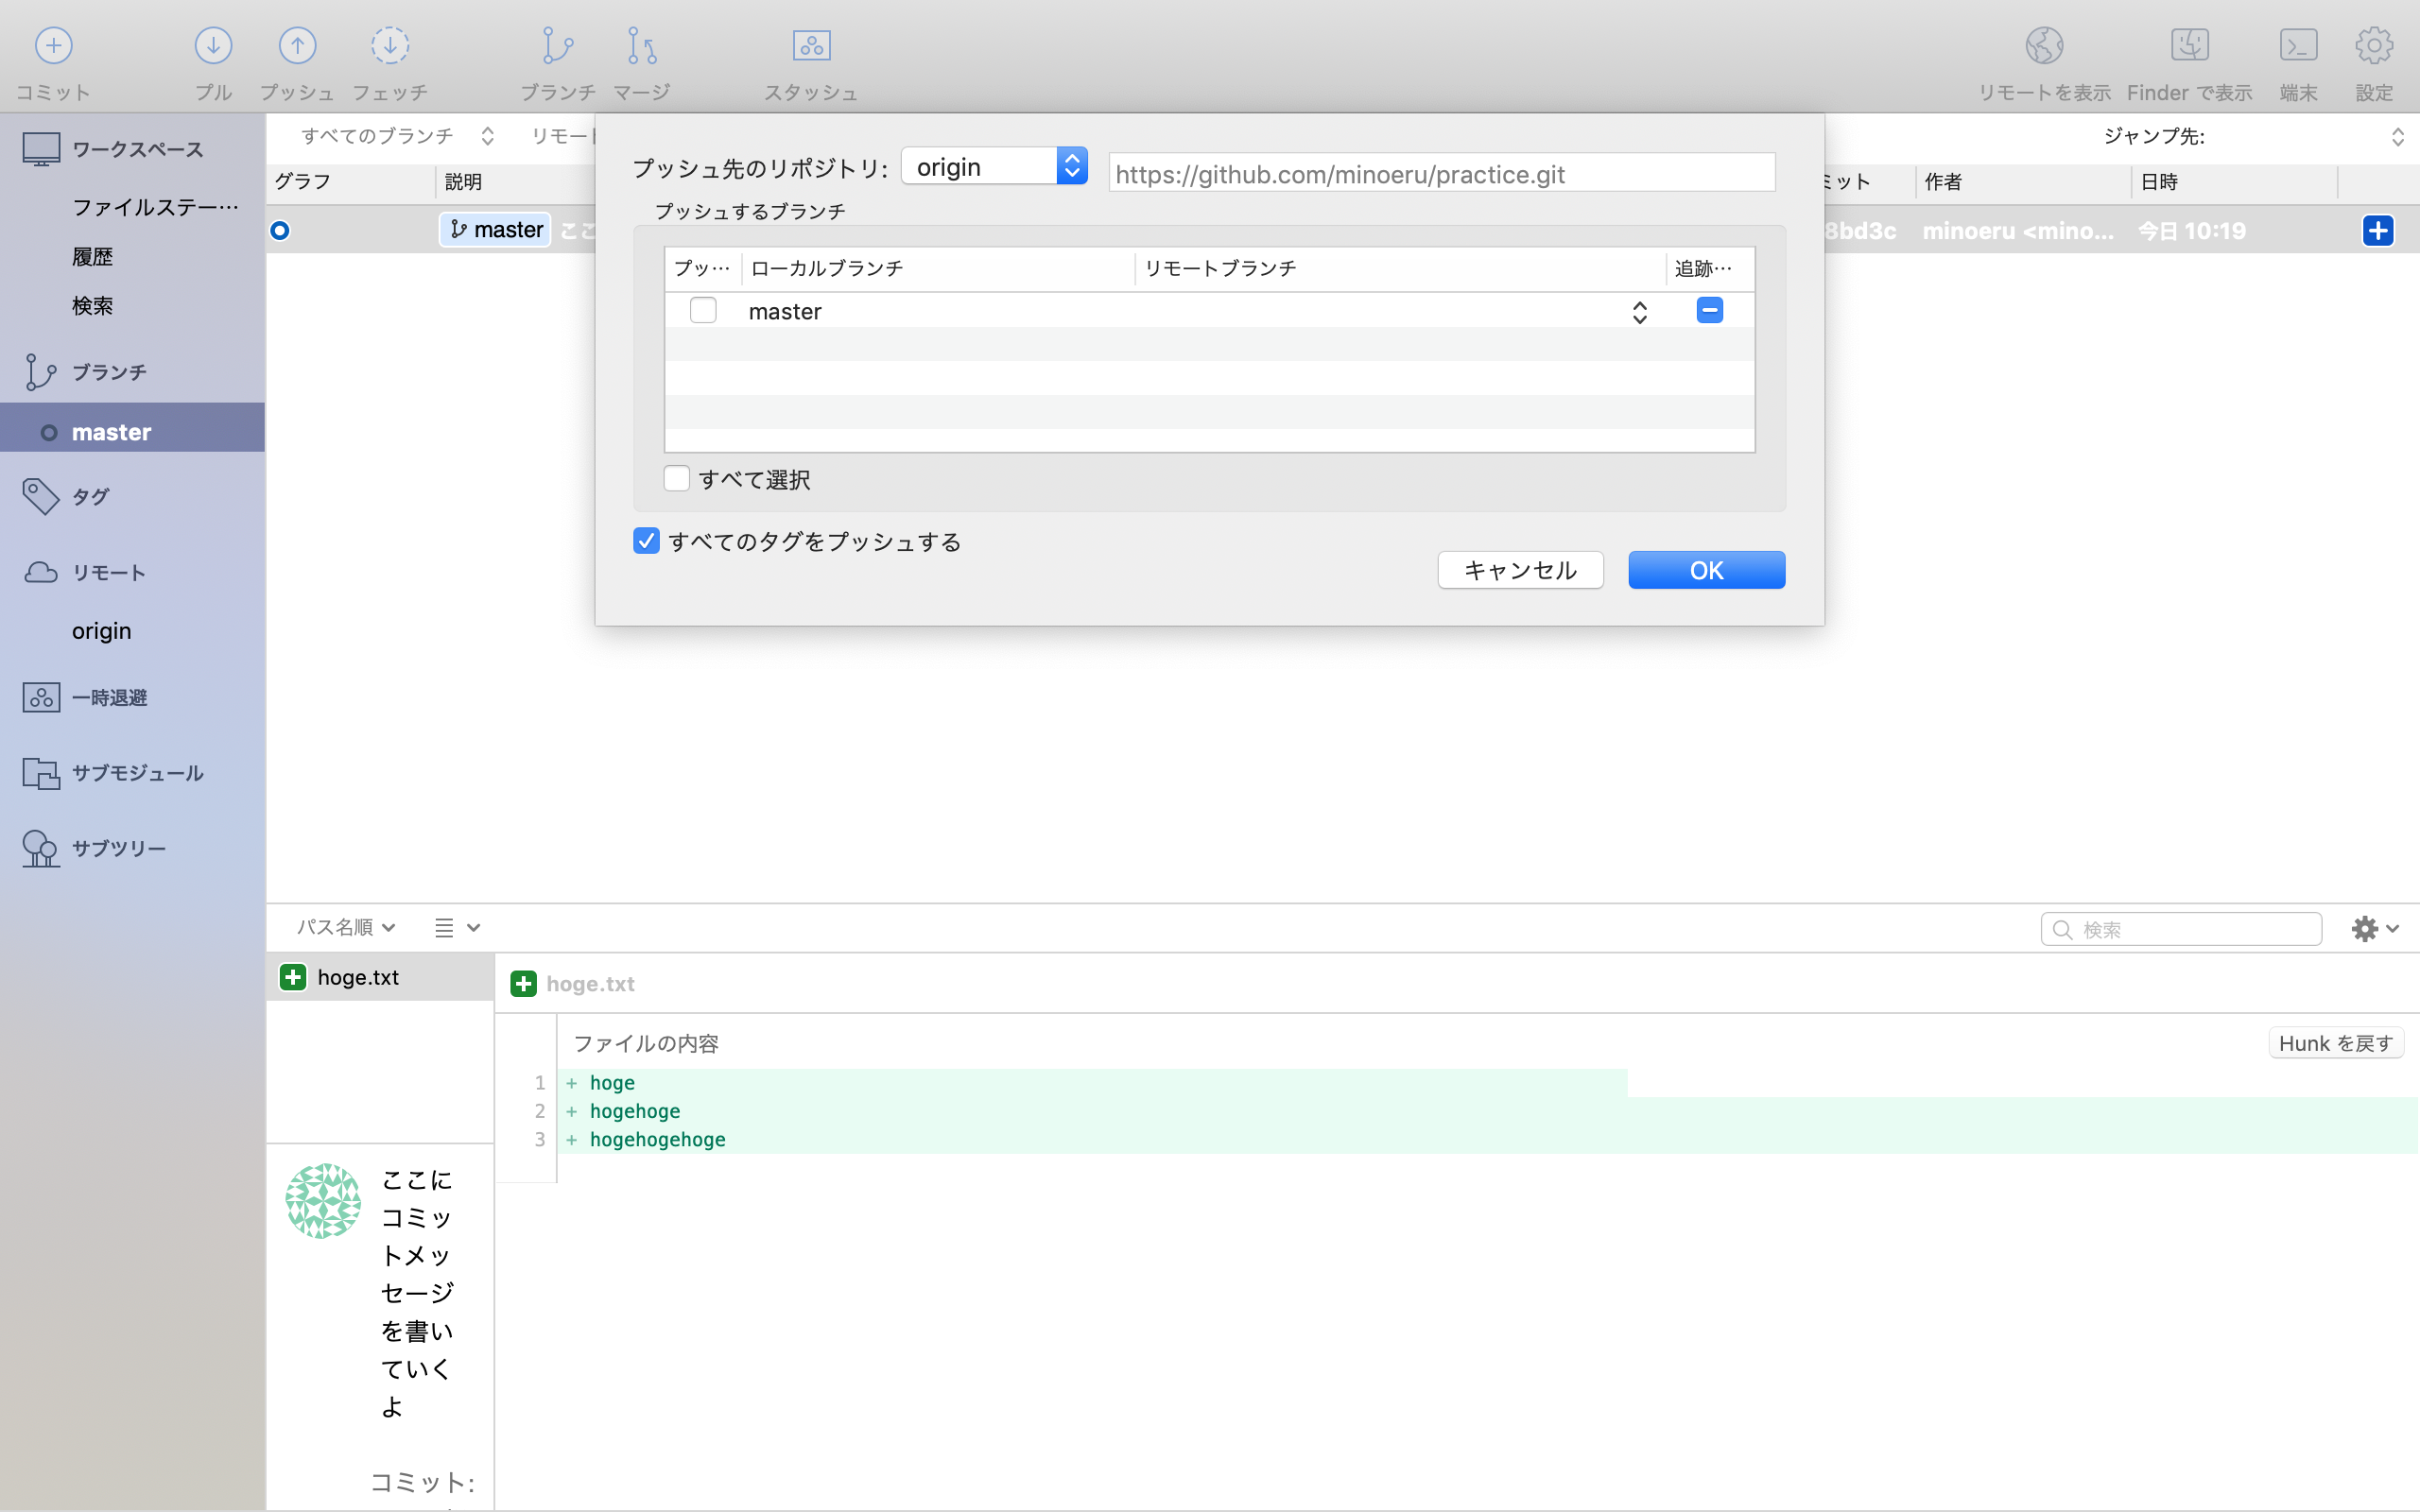 コミット
プル
プッシュ
フェッチ
ブランチ
マージ
スタッシュ
リモートを表示
Finder で表示
端末
設定
ワークスペース
ファイルステー…
履歴
検索
ブランチ
master
タグ
リモート
origin
一時退避
サブモジュール
サブツリー
すべてのブランチ
リモート
ジャンプ先:
グラフ
説明
ミット
作者
日時
master ここ
8bd3c
minoeru <mino...
今日 10:19
プッシュ先のリポジトリ:
origin
https://github.com/minoeru/practice.git
プッシュするブランチ
プッ…
ローカルブランチ
リモートブランチ
追跡…
master
すべて選択
すべてのタグをプッシュする
キャンセル
OK
パス名順
検索
hoge.txt
hoge.txt
ファイルの内容
Hunk を戻す
1 + hoge
2 + hogehoge
3 + hogehogehoge
ここに
コミッ
トメッ
セージ
を書い
ていく
よ
コミット: